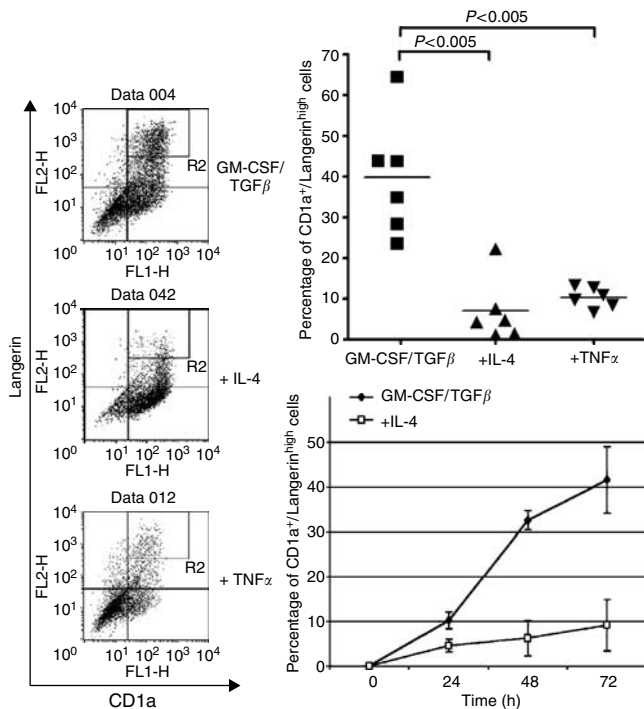 Data 004
10⁴
10³
10²
10¹
10⁰
FL2-H
R2
10¹ 10² 10³ 10⁴
FL1-H
GM-CSF/
TGFβ
Data 042
10⁴
10³
10²
10¹
10⁰
FL2-H
R2
10¹ 10² 10³ 10⁴
FL1-H
+ IL-4
Data 012
10⁴
10³
10²
10¹
10⁰
FL2-H
R2
10¹ 10² 10³ 10⁴
FL1-H
+ TNFα
Langerin
CD1a
P<0.005
P<0.005
Percentage of CD1a⁺/Langerinʰⁱᵍʰ cells
70
60
50
40
30
20
10
0
GM-CSF/TGFβ +IL-4 +TNFα
GM-CSF/TGFβ
+IL-4
Percentage of CD1a⁺/Langerinʰⁱᵍʰ cells
50
40
30
20
10
0
0 24 48 72
Time (h)